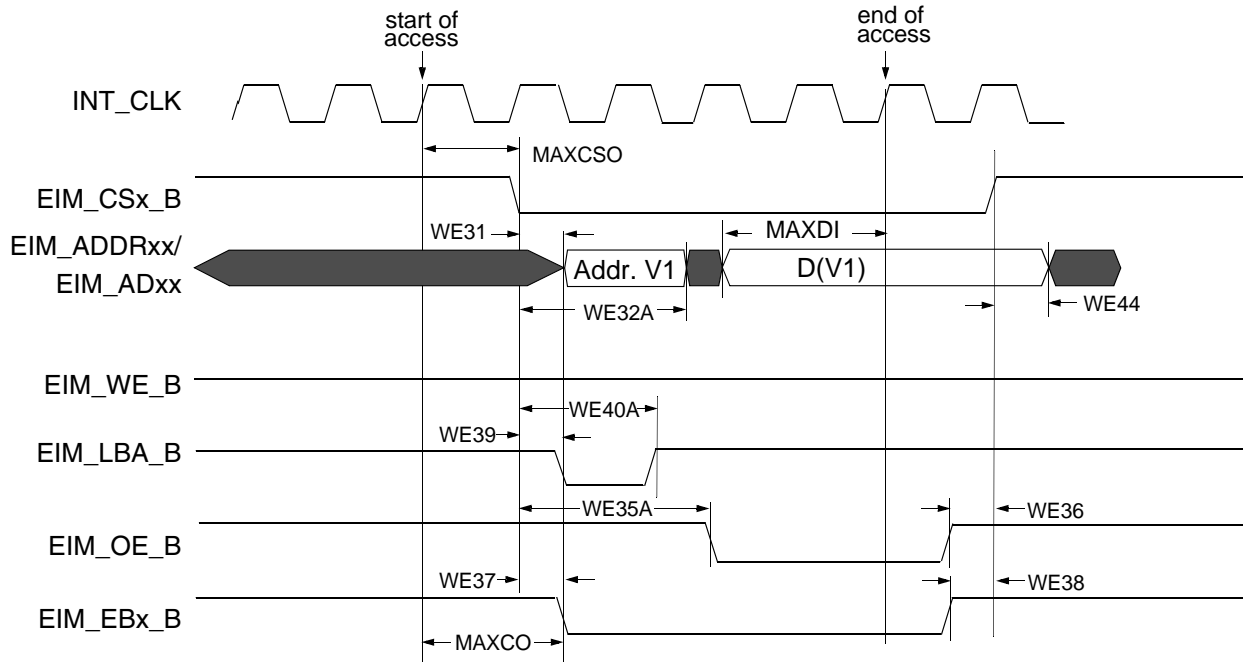 start of
access
end of
access
INT_CLK
MAXCSO
EIM_CSx_B
WE31
MAXDI
EIM_ADDRxx/
EIM_ADxx
Addr. V1
D(V1)
WE32A
WE44
EIM_WE_B
WE40A
WE39
EIM_LBA_B
WE35A
WE36
EIM_OE_B
WE37
WE38
EIM_EBx_B
MAXCO